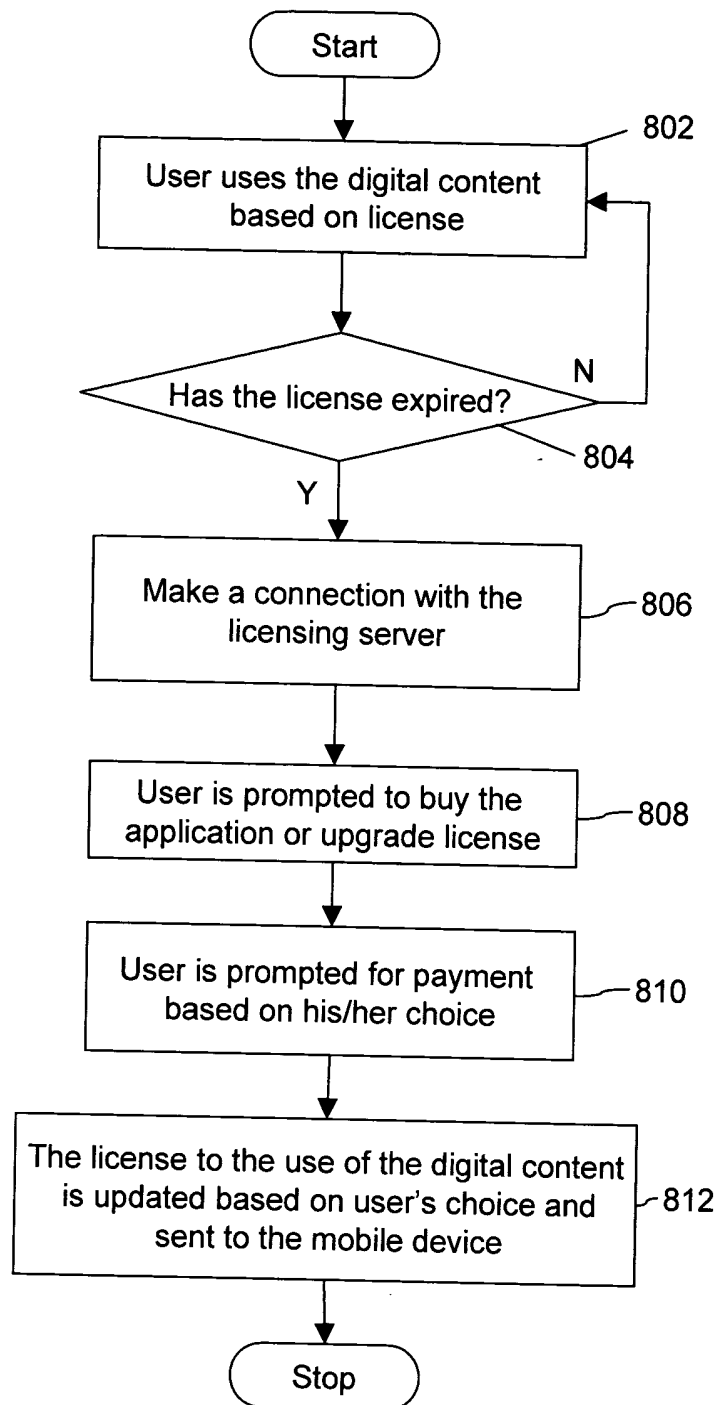 Start
802
User uses the digital content
based on license
N
Has the license expired?
804
Y
Make a connection with the
licensing server
806
User is prompted to buy the
application or upgrade license
808
User is prompted for payment
based on his/her choice
810
The license to the use of the digital content
is updated based on user's choice and
sent to the mobile device
812
Stop